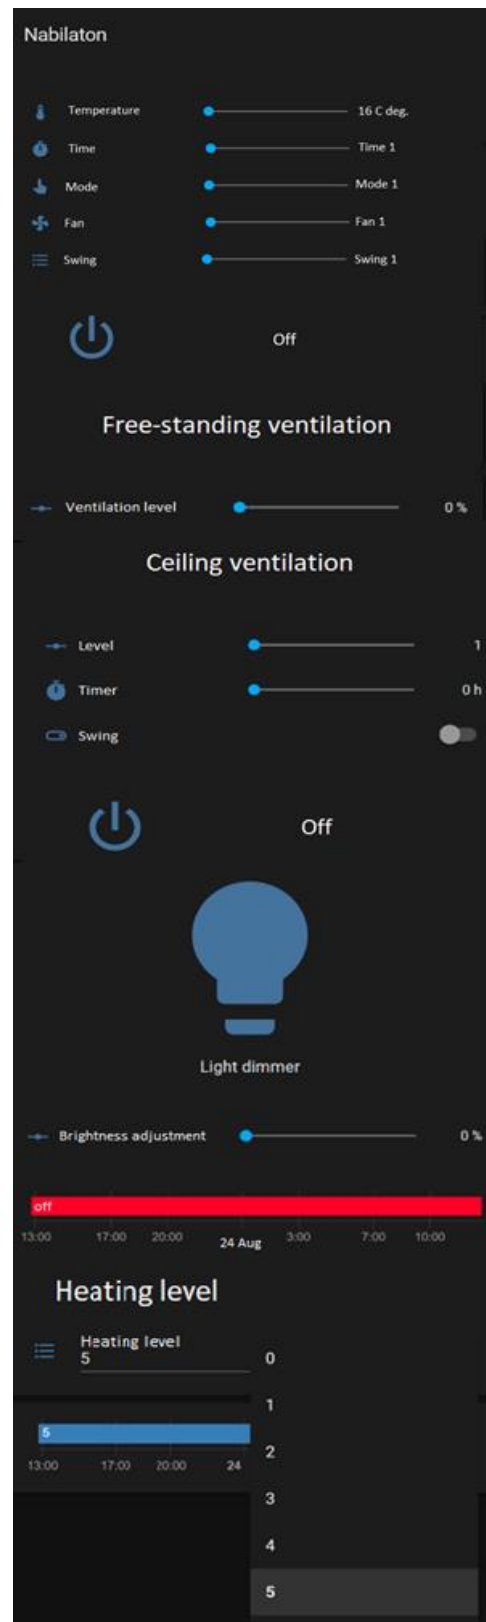 Nabilaton
Temperature 16 C deg.
Time Time 1
Mode Mode 1
Fan Fan 1
Swing Swing 1
Off
Free-standing ventilation
Ventilation level 0 %
Ceiling ventilation
Level 1
Timer 0 h
Swing
Off
Light dimmer
Brightness adjustment 0 %
off
13:00 17:00 20:00 24 Aug 3:00 7:00 10:00
Heating level
Heating level
5
0
1
5
2
13:00 17:00 20:00 24
3
4
5